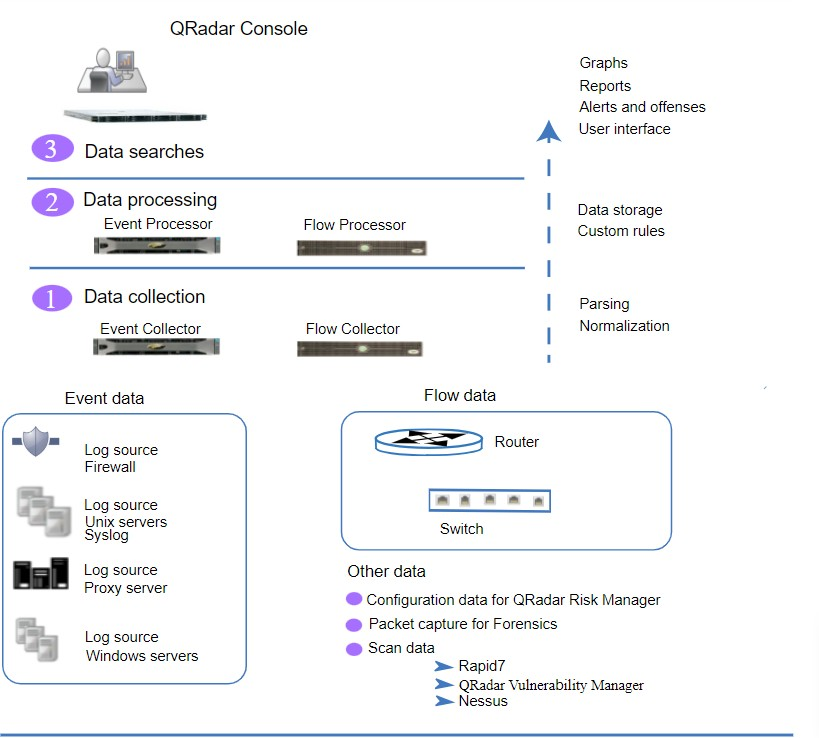 QRadar Console
Graphs
Reports
Alerts and offenses
User interface
3 Data searches
2 Data processing
Event Processor
Flow Processor
Data storage
Custom rules
1 Data collection
Event Collector
Flow Collector
Parsing
Normalization
Event data
Log source
Firewall
Log source
Unix servers
Syslog
Log source
Proxy server
Log source
Windows servers
Flow data
Router
Switch
Other data
Configuration data for QRadar Risk Manager
Packet capture for Forensics
Scan data
Rapid7
QRadar Vulnerability Manager
Nessus